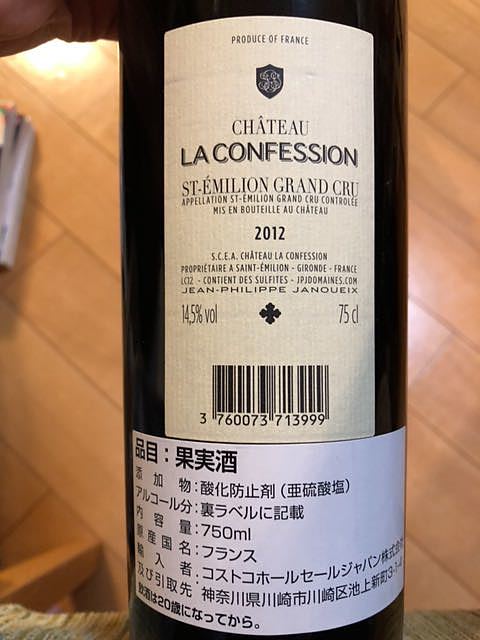 PRODUCE OF FRANCE
CHÂTEAU
LA CONFESSION
ST-ÉMILION GRAND CRU
APPELLATION ST-ÉMILION GRAND CRU CONTROLÉE
MIS EN BOUTEILLE AU CHÂTEAU
2012
S.C.E.A. CHÂTEAU LA CONFESSION
PROPRIÉTAIRE A SAINT-ÉMILION - GIRONDE - FRANCE
LC12 - CONTIENT DES SULFITES - JPJDOMAINES.COM
JEAN-PHILIPPE JANOUEIX
14,5% vol 75 cl
3 760073 713999
品目：果実酒
添加物：酸化防止剤（亜硫酸塩）
アルコール分：裏ラベルに記載
内容量：750ml
原産国名：フランス
輸入者：コストコホールセールジャパン株式会
及び引取先 神奈川県川崎市川崎区池上新町3-1-4
飲酒は20歳になってから。